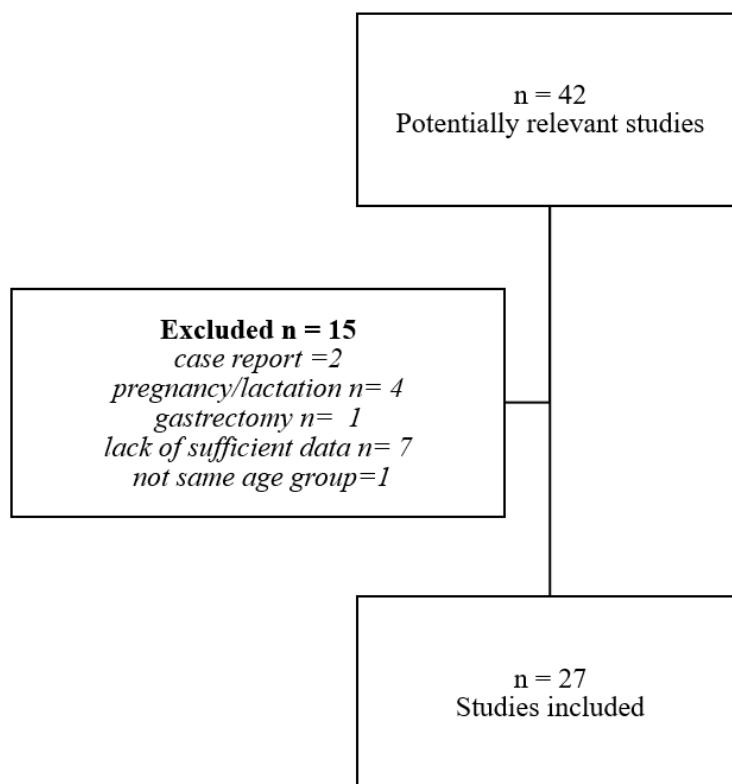 n = 42
Potentially relevant studies
Excluded n = 15
case report =2
pregnancy/lactation n= 4
gastrectomy n=  1
lack of sufficient data n= 7
not same age group=1
n = 27
Studies included